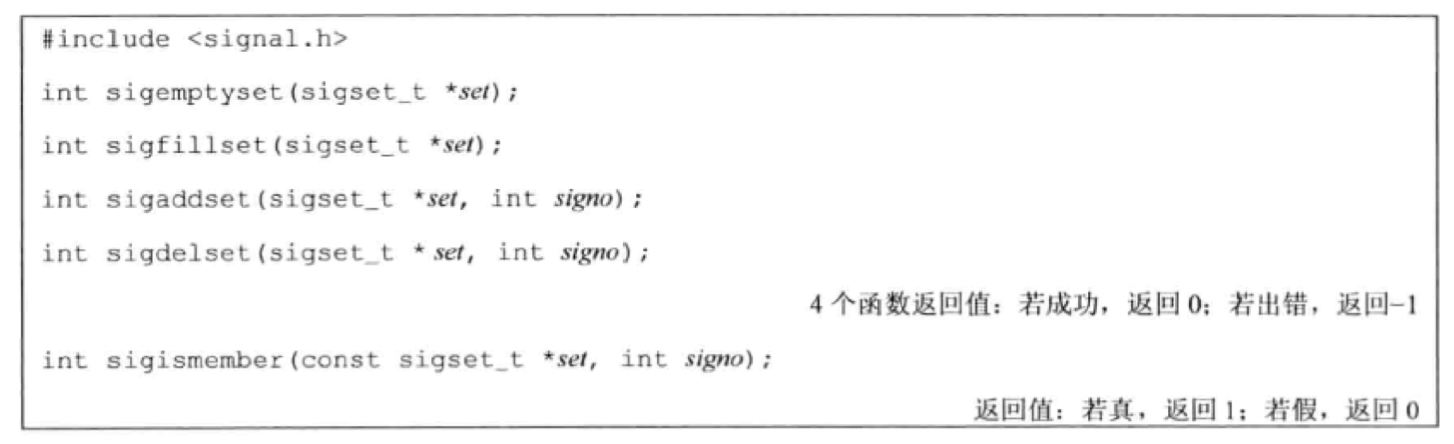 #include <signal.h>
int sigemptyset(sigset_t *set);
int sigfillset(sigset_t *set);
int sigaddset(sigset_t *set, int signo);
int sigdelset(sigset_t * set, int signo);
4 个函数返回值：若成功，返回 0；若出错，返回-1
int sigismember(const sigset_t *set, int signo);
返回值：若真，返回 1；若假，返回 0